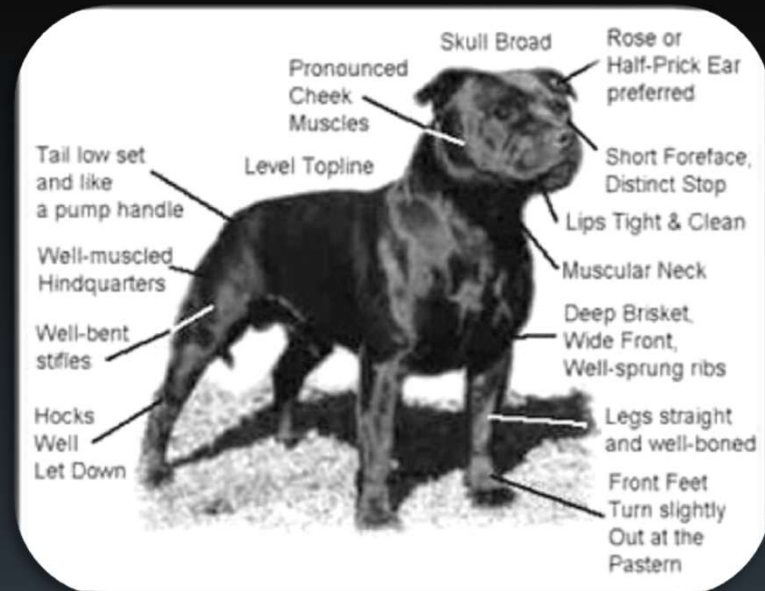 Skull Broad
Rose or
Half-Prick Ear
preferred
Pronounced
Cheek
Muscles
Short Foreface,
Distinct Stop
Tail low set
and like
a pump handle
Level Topline
Lips Tight & Clean
Well-muscled
Hindquarters
Muscular Neck
Deep Brisket,
Wide Front,
Well-sprung ribs
Well-bent
stifles
Hocks
Well
Let Down
Legs straight
and well-boned
Front Feet
Turn slightly
Out at the
Pastern